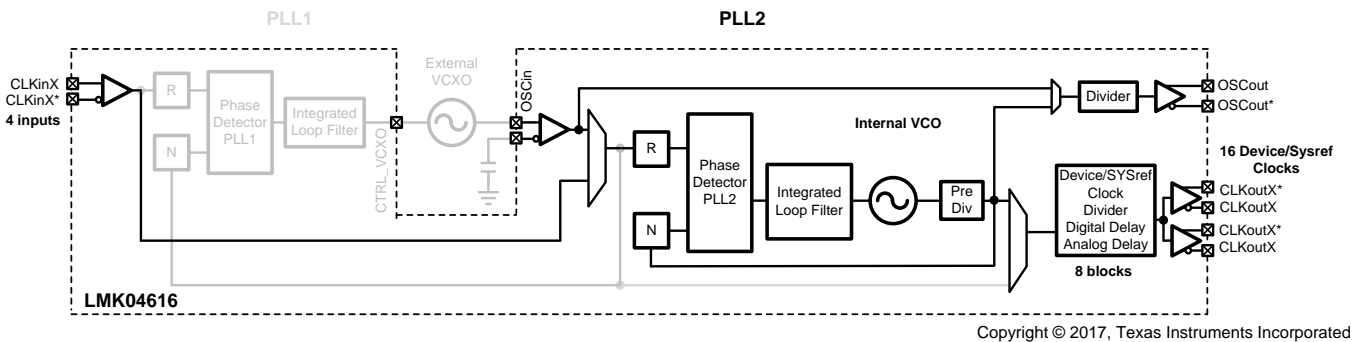 PLL1
PLL2
CLKinX
CLKinX*
4 inputs
R
N
Phase
Detector
PLL1
Integrated
Loop Filter
CTRL_VCXO
External
VCXO
OSCin
R
N
Phase
Detector
PLL2
Integrated
Loop Filter
Internal VCO
Pre
Div
Divider
OSCout
OSCout*
16 Device/Sysref
Clocks
Device/SYSref
Clock
Divider
Digital Delay
Analog Delay
8 blocks
CLKoutX*
CLKoutX
CLKoutX*
CLKoutX
LMK04616
Copyright © 2017, Texas Instruments Incorporated